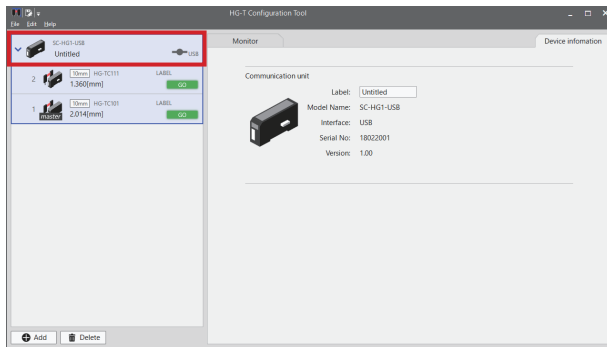 HG-T Configuration Tool
File Edit Help
SC-HG1-USB
Untitled
USB
2 10mm HG-TC111 LABEL
1.360[mm] GO
1 10mm HG-TC101 LABEL
master 2.014[mm] GO
Add Delete
Monitor Device infomation
Communication unit
Label: Untitled
Model Name: SC-HG1-USB
Interface: USB
Serial No: 18022001
Version: 1.00